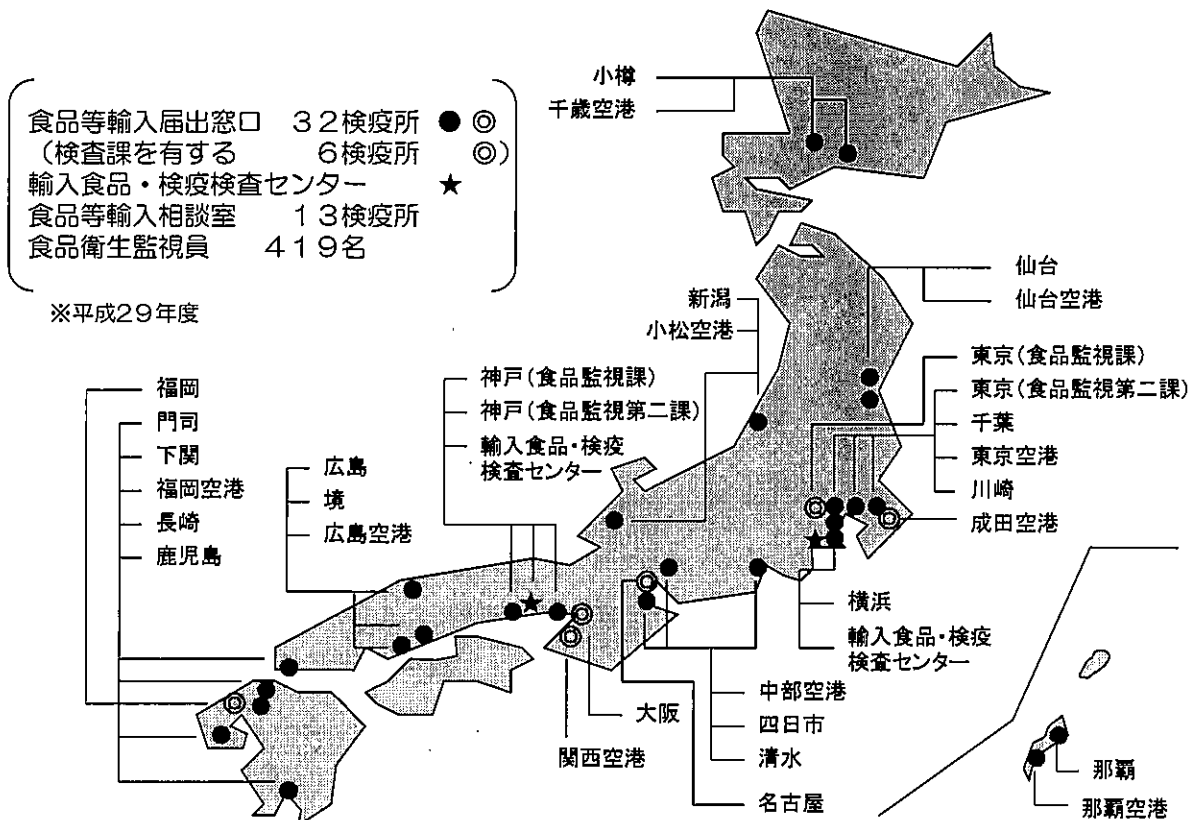 食品等輸入届出窓口 32検疫所 ● ◎
(検査課を有する 6検疫所 ◎)
輸入食品・検疫検査センター ★
食品等輸入相談室 13検疫所
食品衛生監視員 419名
※平成29年度
小樽
千歳空港
仙台
仙台空港
新潟
小松空港
東京(食品監視課)
東京(食品監視第二課)
千葉
東京空港
川崎
成田空港
神戸(食品監視課)
神戸(食品監視第二課)
輸入食品・検疫
検査センター
福岡
門司
下関
福岡空港
長崎
鹿児島
広島
境
広島空港
横浜
輸入食品・検疫
検査センター
中部空港
四日市
清水
名古屋
大阪
関西空港
那覇
那覇空港